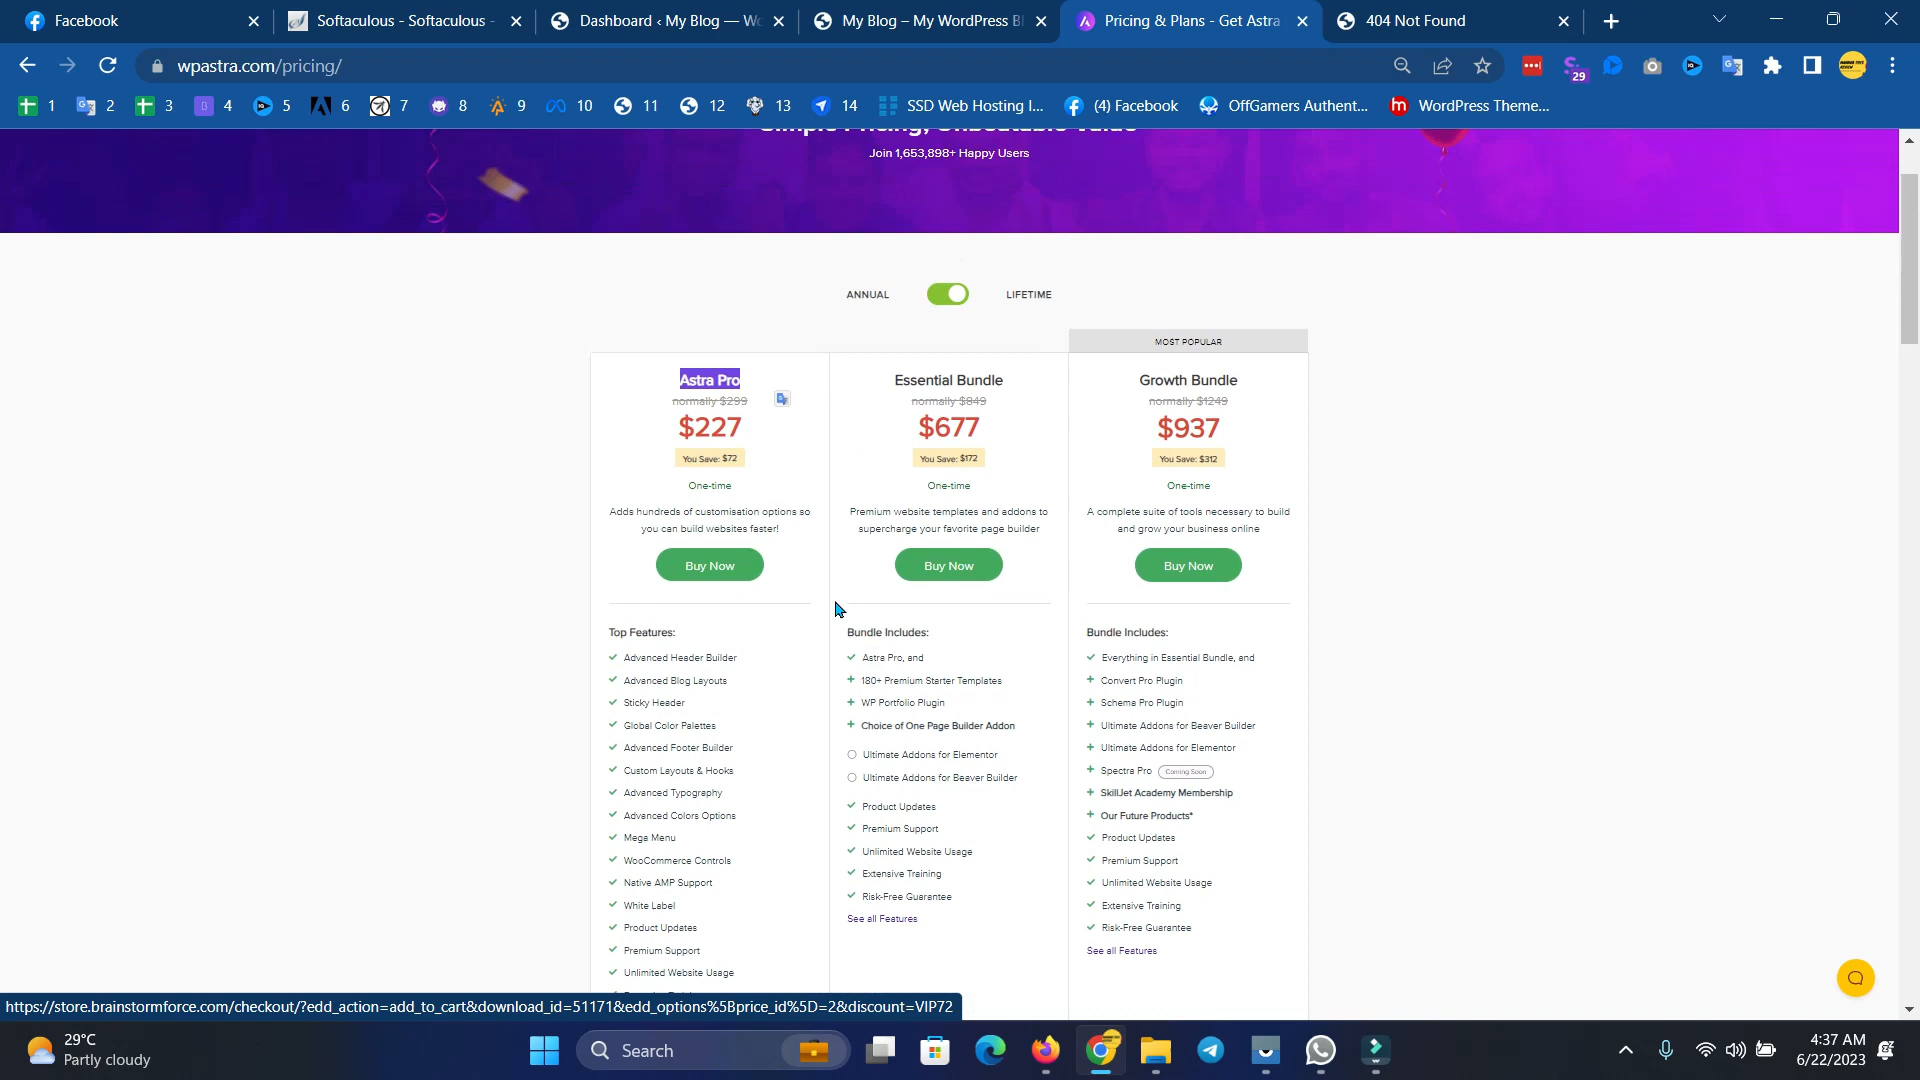 Facebook
Softaculous - Softaculous -
Dashboard ‹ My Blog — Wo
My Blog – My WordPress Bl
Pricing & Plans - Get Astra
404 Not Found
wpastra.com/pricing/
29
1
2
3
4
5
6
7
8
9
10
11
12
13
14
SSD Web Hosting I...
(4) Facebook
OffGamers Authent...
WordPress Theme...
Simple Pricing, Unbeatable Value
Join 1,653,898+ Happy Users
ANNUAL
LIFETIME
MOST POPULAR
Astra Pro
normally $299
$227
You Save: $72
One-time
Adds hundreds of customisation options so
you can build websites faster!
Buy Now
Top Features:
Advanced Header Builder
Advanced Blog Layouts
Sticky Header
Global Color Palettes
Advanced Footer Builder
Custom Layouts & Hooks
Advanced Typography
Advanced Colors Options
Mega Menu
WooCommerce Controls
Native AMP Support
White Label
Product Updates
Premium Support
Unlimited Website Usage
Essential Bundle
normally $849
$677
You Save: $172
One-time
Premium website templates and addons to
supercharge your favorite page builder
Buy Now
Bundle Includes:
Astra Pro, and
180+ Premium Starter Templates
WP Portfolio Plugin
Choice of One Page Builder Addon
Ultimate Addons for Elementor
Ultimate Addons for Beaver Builder
Product Updates
Premium Support
Unlimited Website Usage
Extensive Training
Risk-Free Guarantee
See all Features
Growth Bundle
normally $1249
$937
You Save: $312
One-time
A complete suite of tools necessary to build
and grow your business online
Buy Now
Bundle Includes:
Everything in Essential Bundle, and
Convert Pro Plugin
Schema Pro Plugin
Ultimate Addons for Beaver Builder
Ultimate Addons for Elementor
Spectra Pro Coming Soon
SkillJet Academy Membership
Our Future Products*
Product Updates
Premium Support
Unlimited Website Usage
Extensive Training
Risk-Free Guarantee
See all Features
https://store.brainstormforce.com/checkout/?edd_action=add_to_cart&download_id=51171&edd_options%5Bprice_id%5D=2&discount=VIP72
29°C
Partly cloudy
Search
4:37 AM
6/22/2023